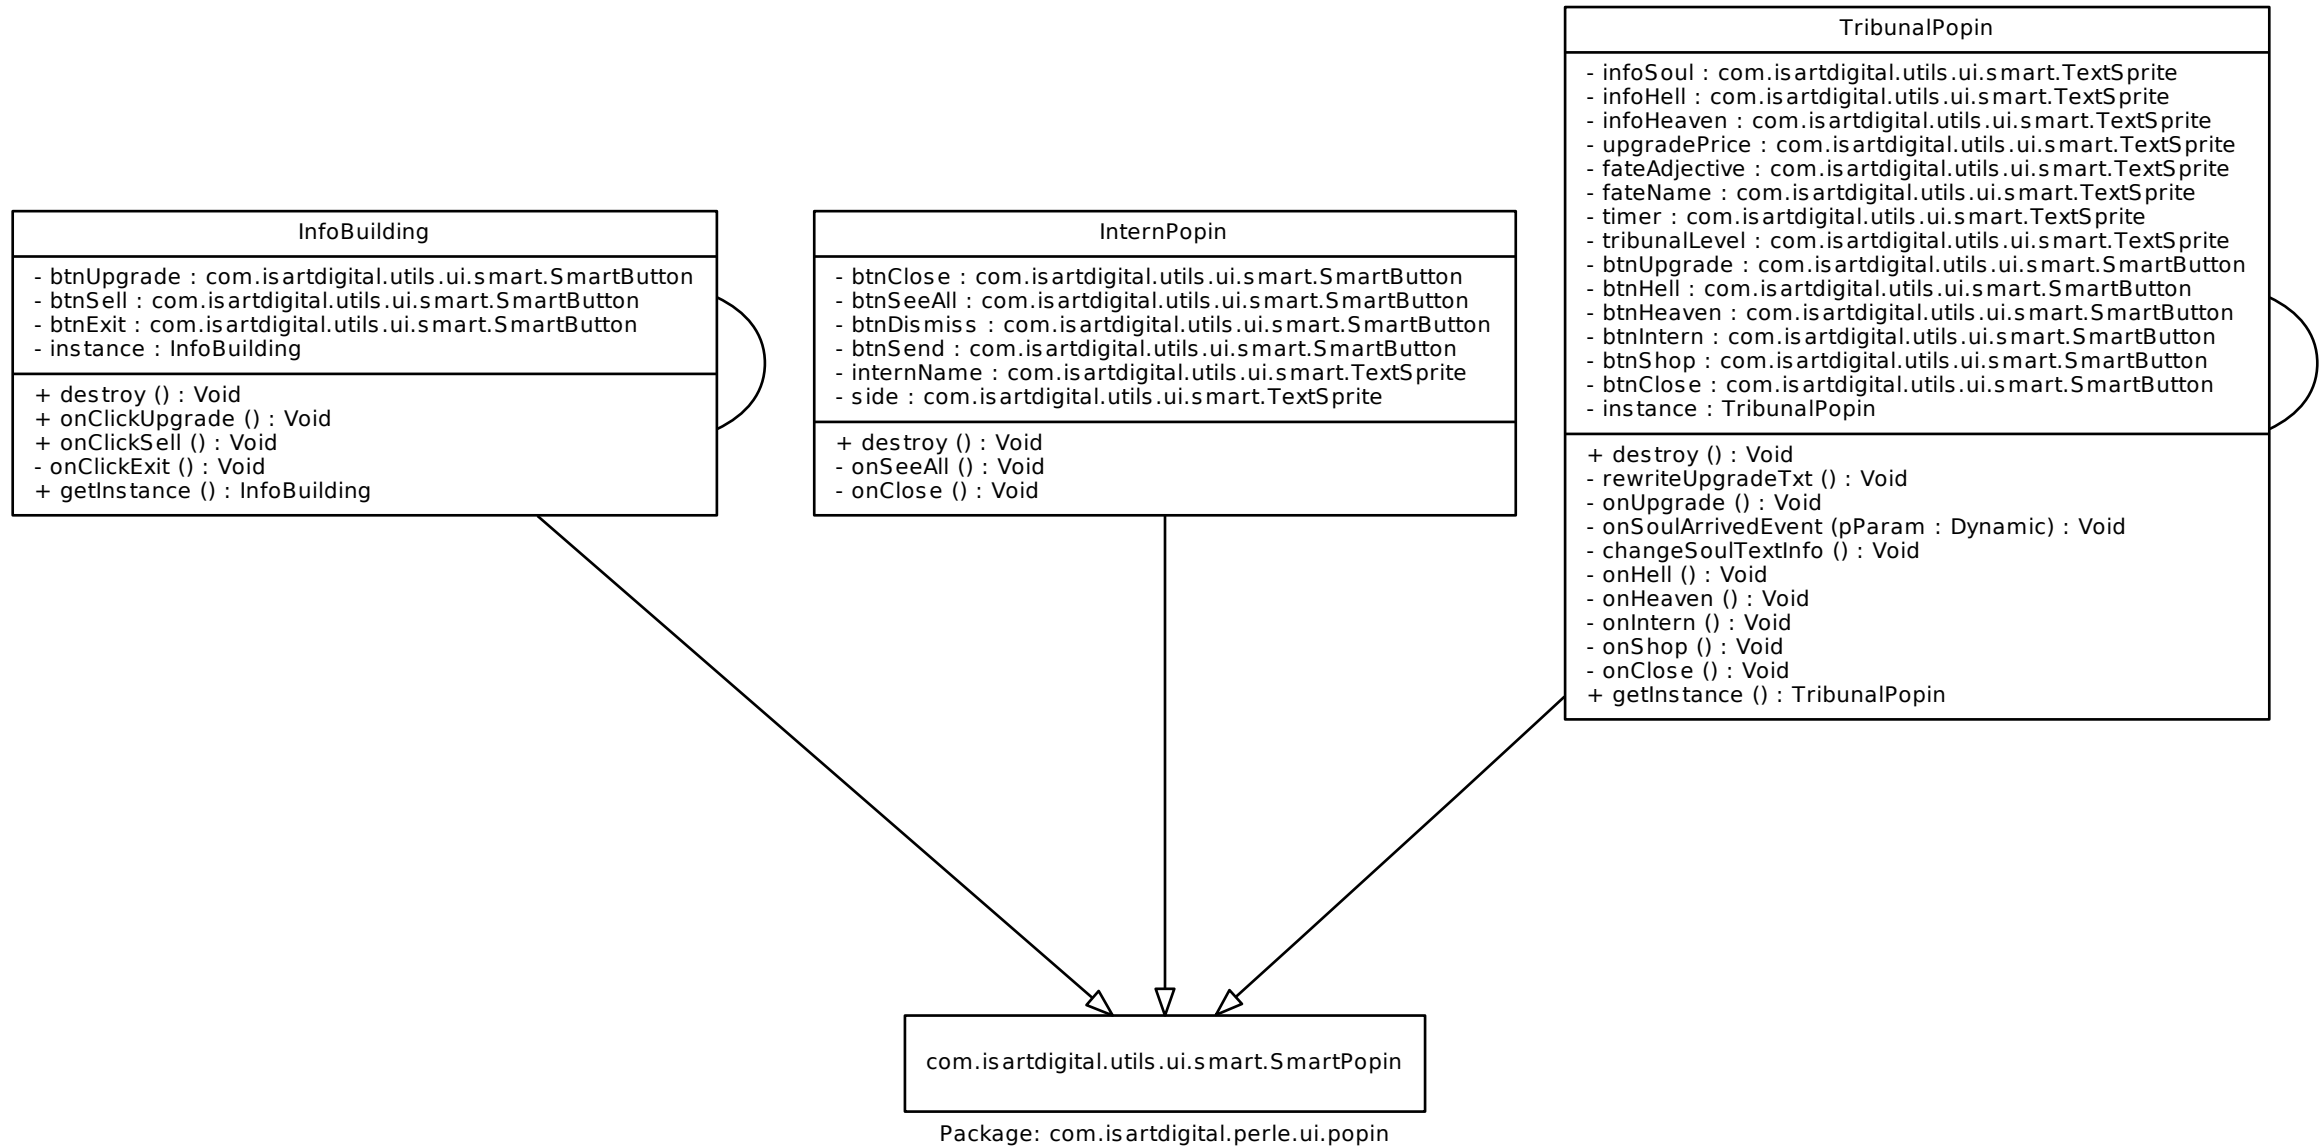 InfoBuilding
- btnUpgrade : com.isartdigital.utils.ui.smart.SmartButton
- btnSell : com.isartdigital.utils.ui.smart.SmartButton
- btnExit : com.isartdigital.utils.ui.smart.SmartButton
- instance : InfoBuilding
+ destroy () : Void
+ onClickUpgrade () : Void
+ onClickSell () : Void
- onClickExit () : Void
+ getInstance () : InfoBuilding
InternPopin
- btnClose : com.isartdigital.utils.ui.smart.SmartButton
- btnSeeAll : com.isartdigital.utils.ui.smart.SmartButton
- btnDismiss : com.isartdigital.utils.ui.smart.SmartButton
- btnSend : com.isartdigital.utils.ui.smart.SmartButton
- internName : com.isartdigital.utils.ui.smart.TextSprite
- side : com.isartdigital.utils.ui.smart.TextSprite
+ destroy () : Void
- onSeeAll () : Void
- onClose () : Void
TribunalPopin
- infoSoul : com.isartdigital.utils.ui.smart.TextSprite
- infoHell : com.isartdigital.utils.ui.smart.TextSprite
- infoHeaven : com.isartdigital.utils.ui.smart.TextSprite
- upgradePrice : com.isartdigital.utils.ui.smart.TextSprite
- fateAdjective : com.isartdigital.utils.ui.smart.TextSprite
- fateName : com.isartdigital.utils.ui.smart.TextSprite
- timer : com.isartdigital.utils.ui.smart.TextSprite
- tribunalLevel : com.isartdigital.utils.ui.smart.TextSprite
- btnUpgrade : com.isartdigital.utils.ui.smart.SmartButton
- btnHell : com.isartdigital.utils.ui.smart.SmartButton
- btnHeaven : com.isartdigital.utils.ui.smart.SmartButton
- btnIntern : com.isartdigital.utils.ui.smart.SmartButton
- btnShop : com.isartdigital.utils.ui.smart.SmartButton
- btnClose : com.isartdigital.utils.ui.smart.SmartButton
- instance : TribunalPopin
+ destroy () : Void
- rewriteUpgradeTxt () : Void
- onUpgrade () : Void
- onSoulArrivedEvent (pParam : Dynamic) : Void
- changeSoulTextInfo () : Void
- onHell () : Void
- onHeaven () : Void
- onIntern () : Void
- onShop () : Void
- onClose () : Void
+ getInstance () : TribunalPopin
com.isartdigital.utils.ui.smart.SmartPopin
Package: com.isartdigital.perle.ui.popin